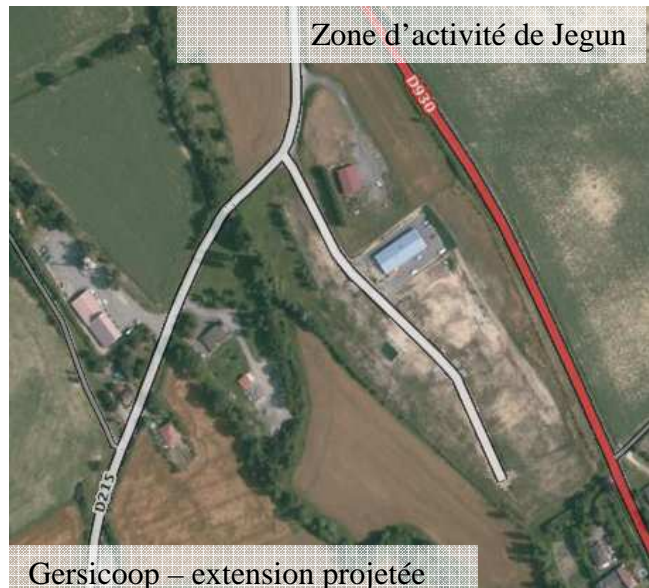 Zone d’activité de Jegun
D930
D215
Gersicoop – extension projetée